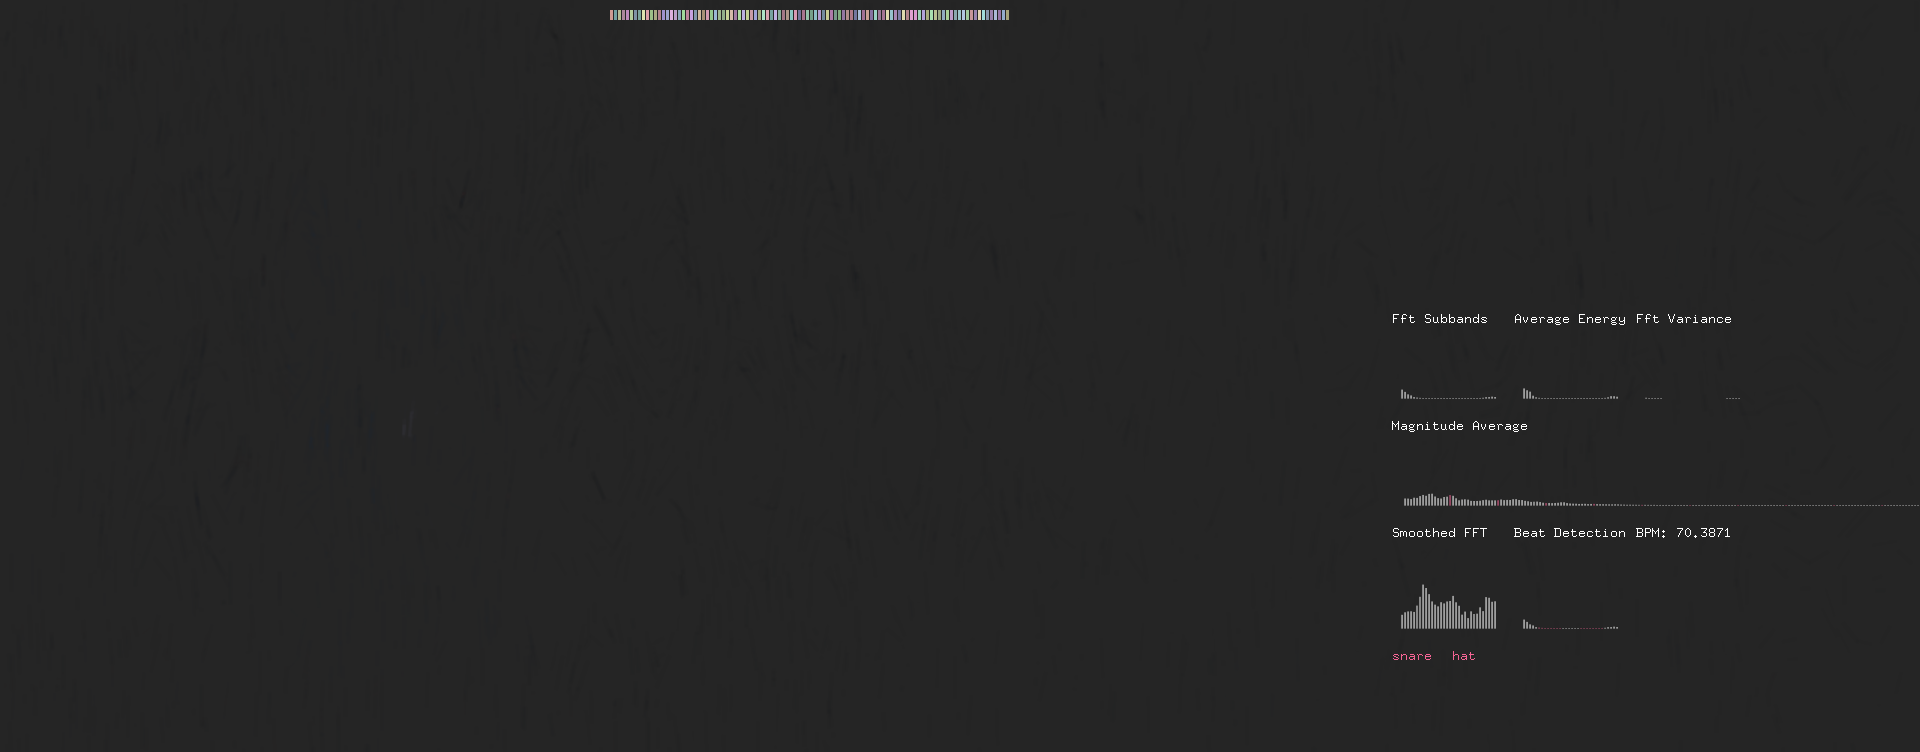 Fft Subbands Average Energy Fft Variance
Magnitude Average
Smoothed FFT Beat Detection BPM: 70.3871
snare hat